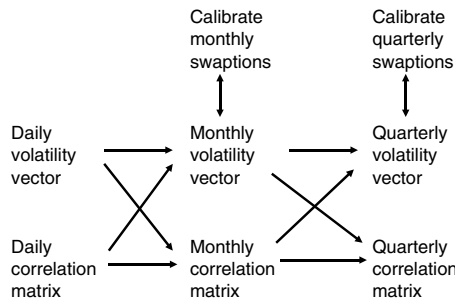 Calibrate
monthly
swaptions
Calibrate
quarterly
swaptions
Daily
volatility
vector
Monthly
volatility
vector
Quarterly
volatility
vector
Daily
correlation
matrix
Monthly
correlation
matrix
Quarterly
correlation
matrix